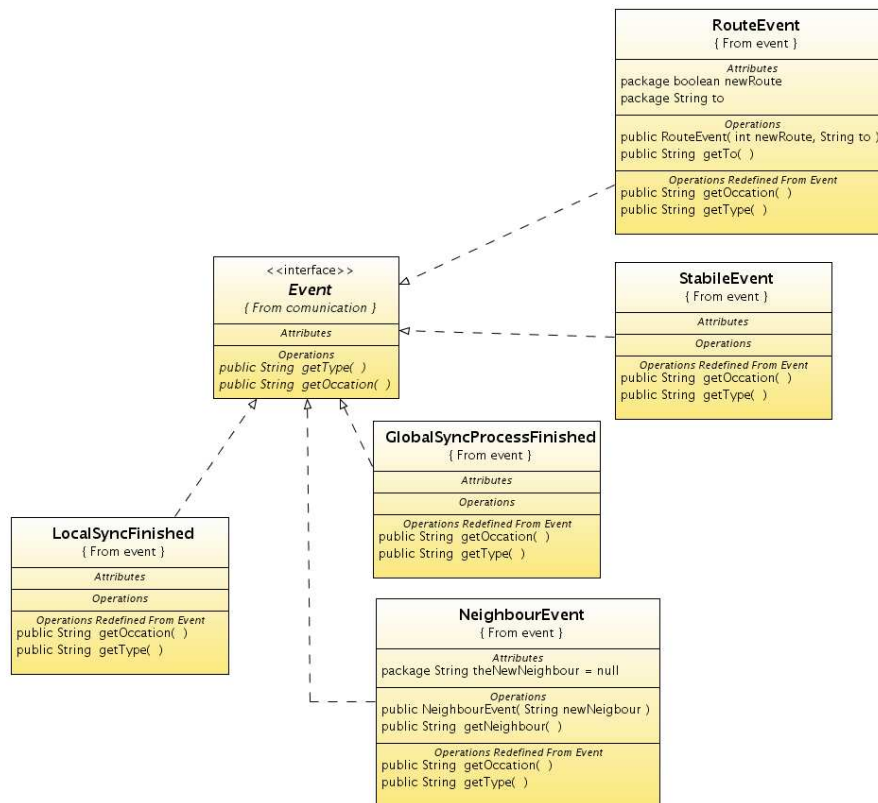 RouteEvent
{ From event }
Attributes
package boolean newRoute
package String to
Operations
public RouteEvent( int newRoute, String to )
public String getTo( )
Operations Redefined From Event
public String getOccation( )
public String getType( )
<<interface>>
Event
{ From comunication }
Attributes
Operations
public String getType( )
public String getOccation( )
StabileEvent
{ From event }
Attributes
Operations
Operations Redefined From Event
public String getOccation( )
public String getType( )
GlobalSyncProcessFinished
{ From event }
Attributes
Operations
Operations Redefined From Event
public String getOccation( )
public String getType( )
LocalSyncFinished
{ From event }
Attributes
Operations
Operations Redefined From Event
public String getOccation( )
public String getType( )
NeighbourEvent
{ From event }
Attributes
package String theNewNeighbour = null
Operations
public NeighbourEvent( String newNeigbour )
public String getNeighbour( )
Operations Redefined From Event
public String getOccation( )
public String getType( )